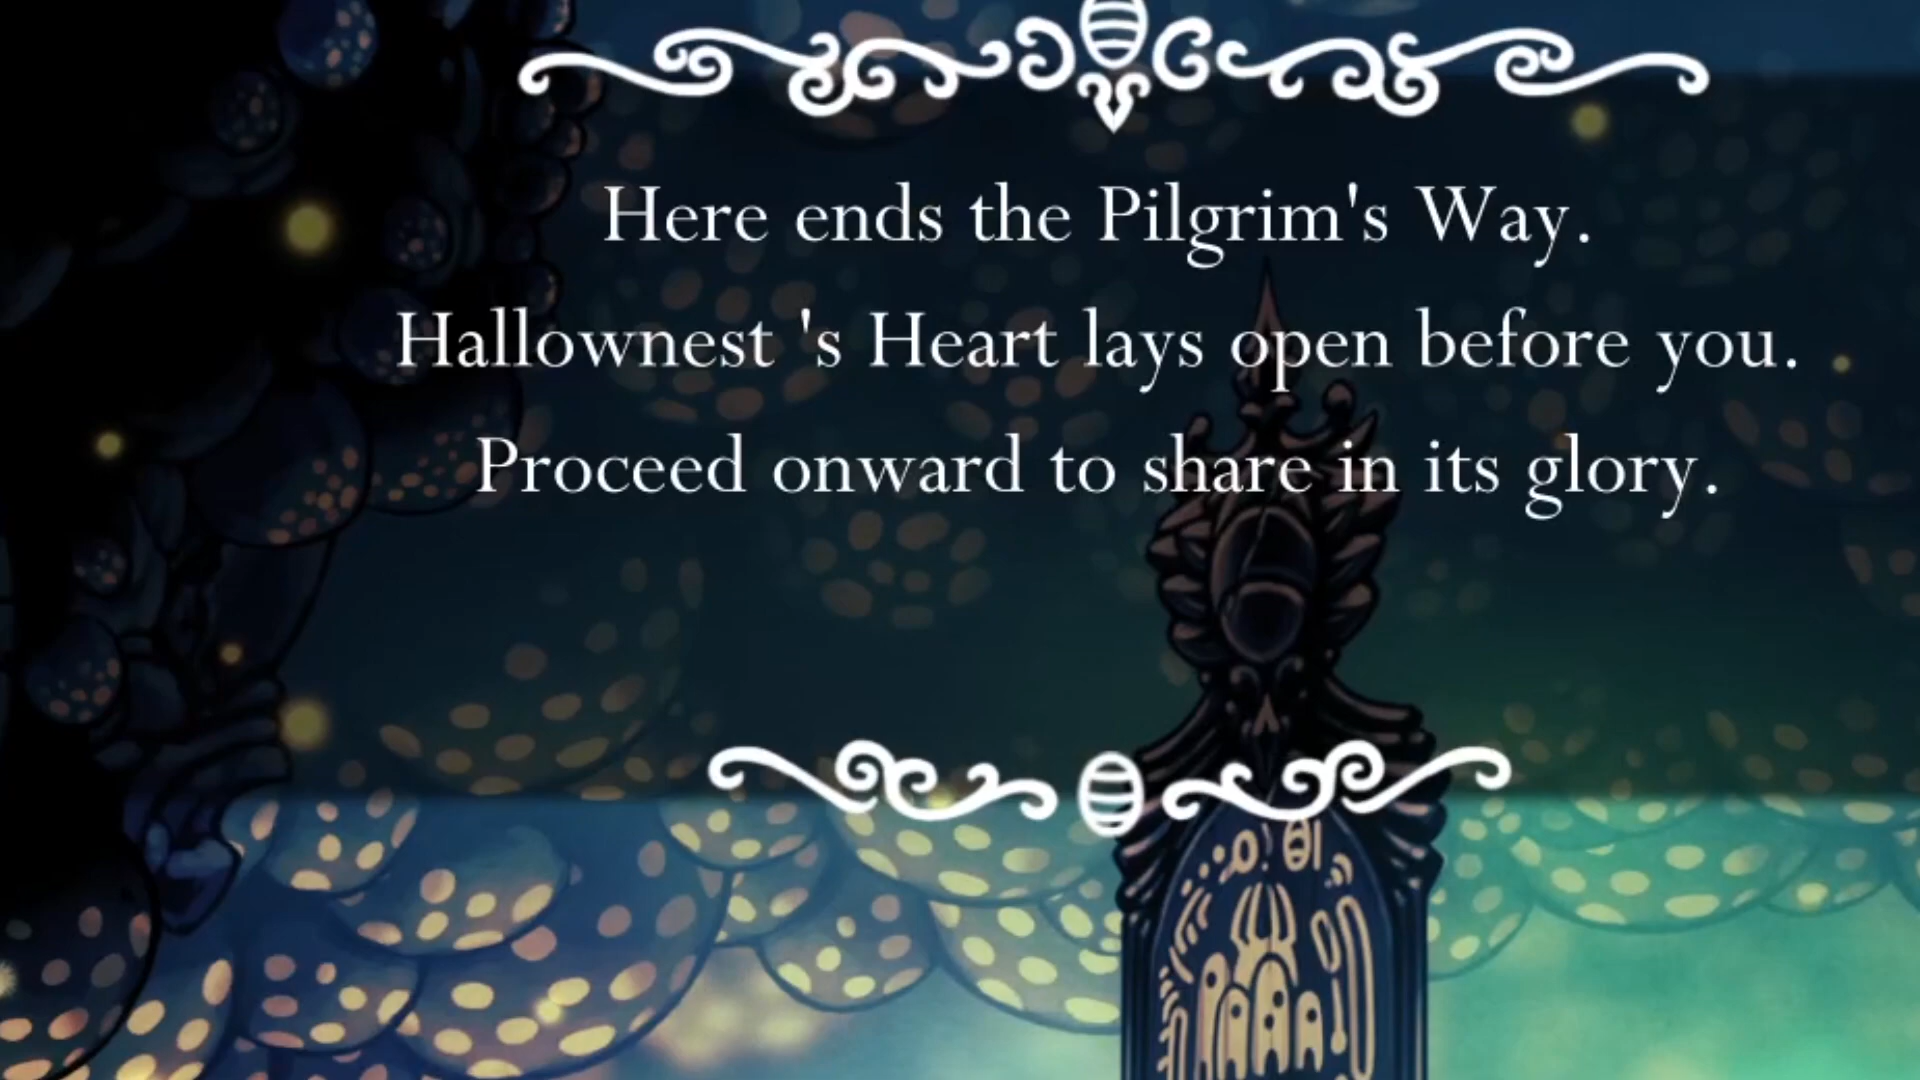 Here ends the Pilgrim's Way.
Hallownest 's Heart lays open before you.
Proceed onward to share in its glory.